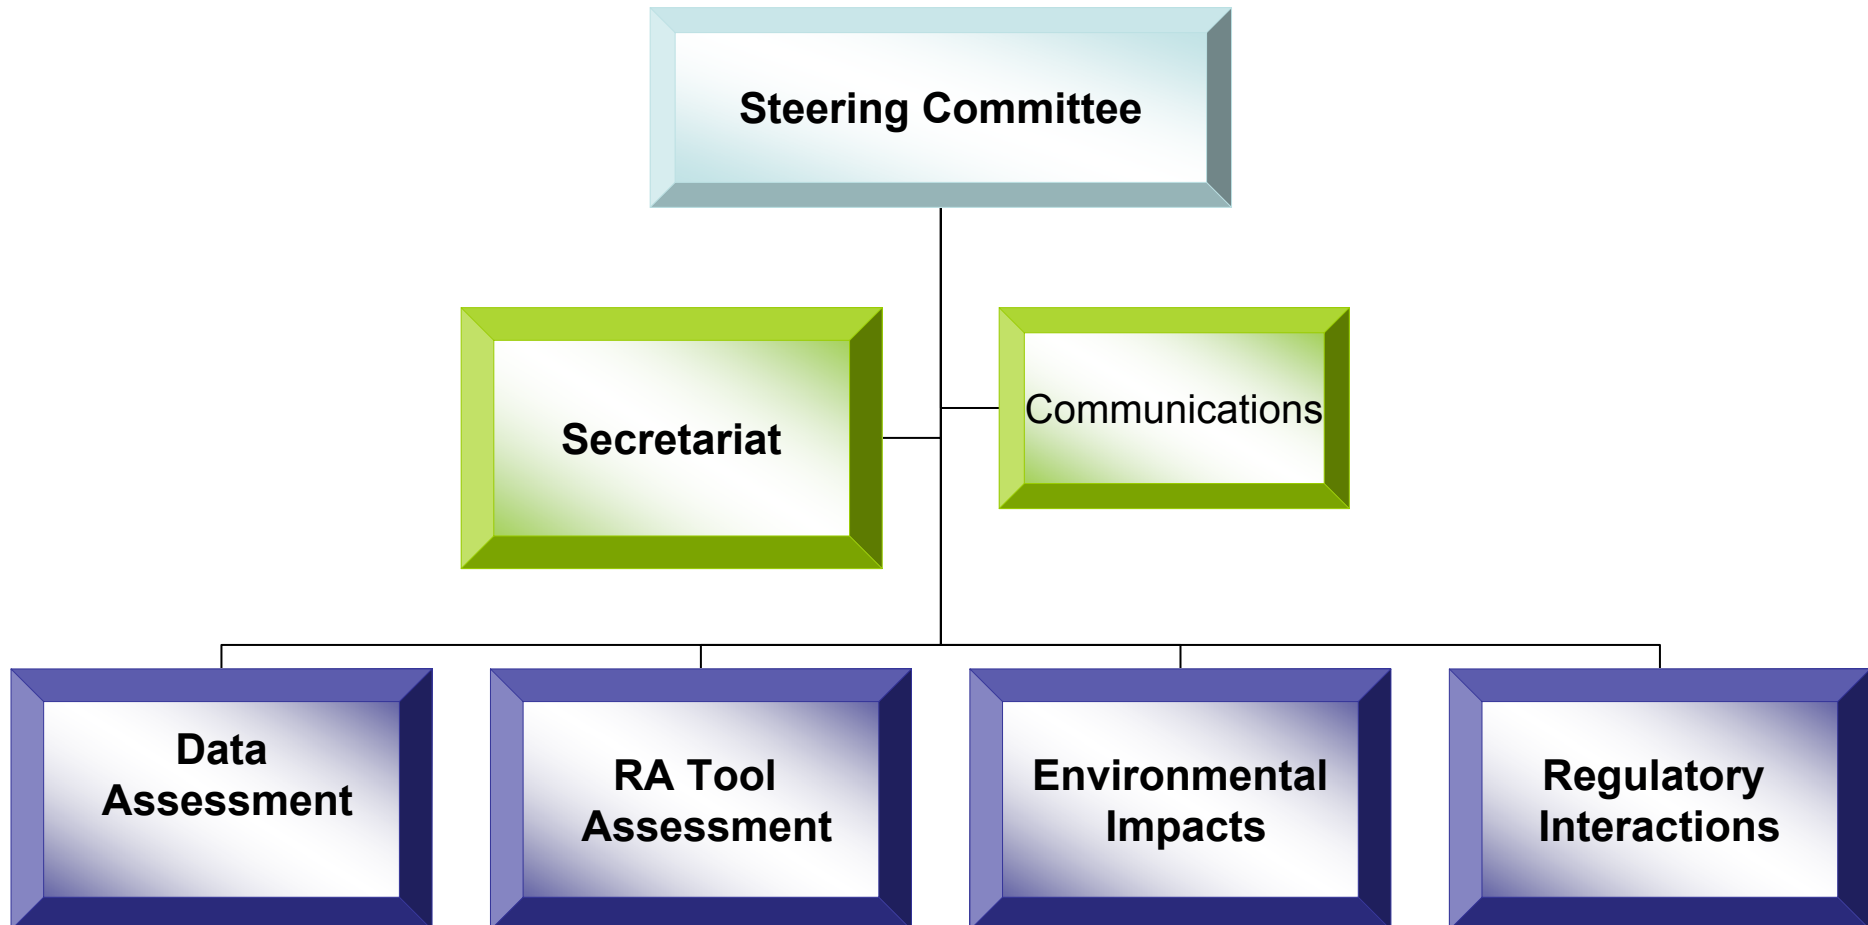 Steering Committee
Secretariat
Communications
Data
Assessment
RA Tool
Assessment
Environmental
Impacts
Regulatory
Interactions